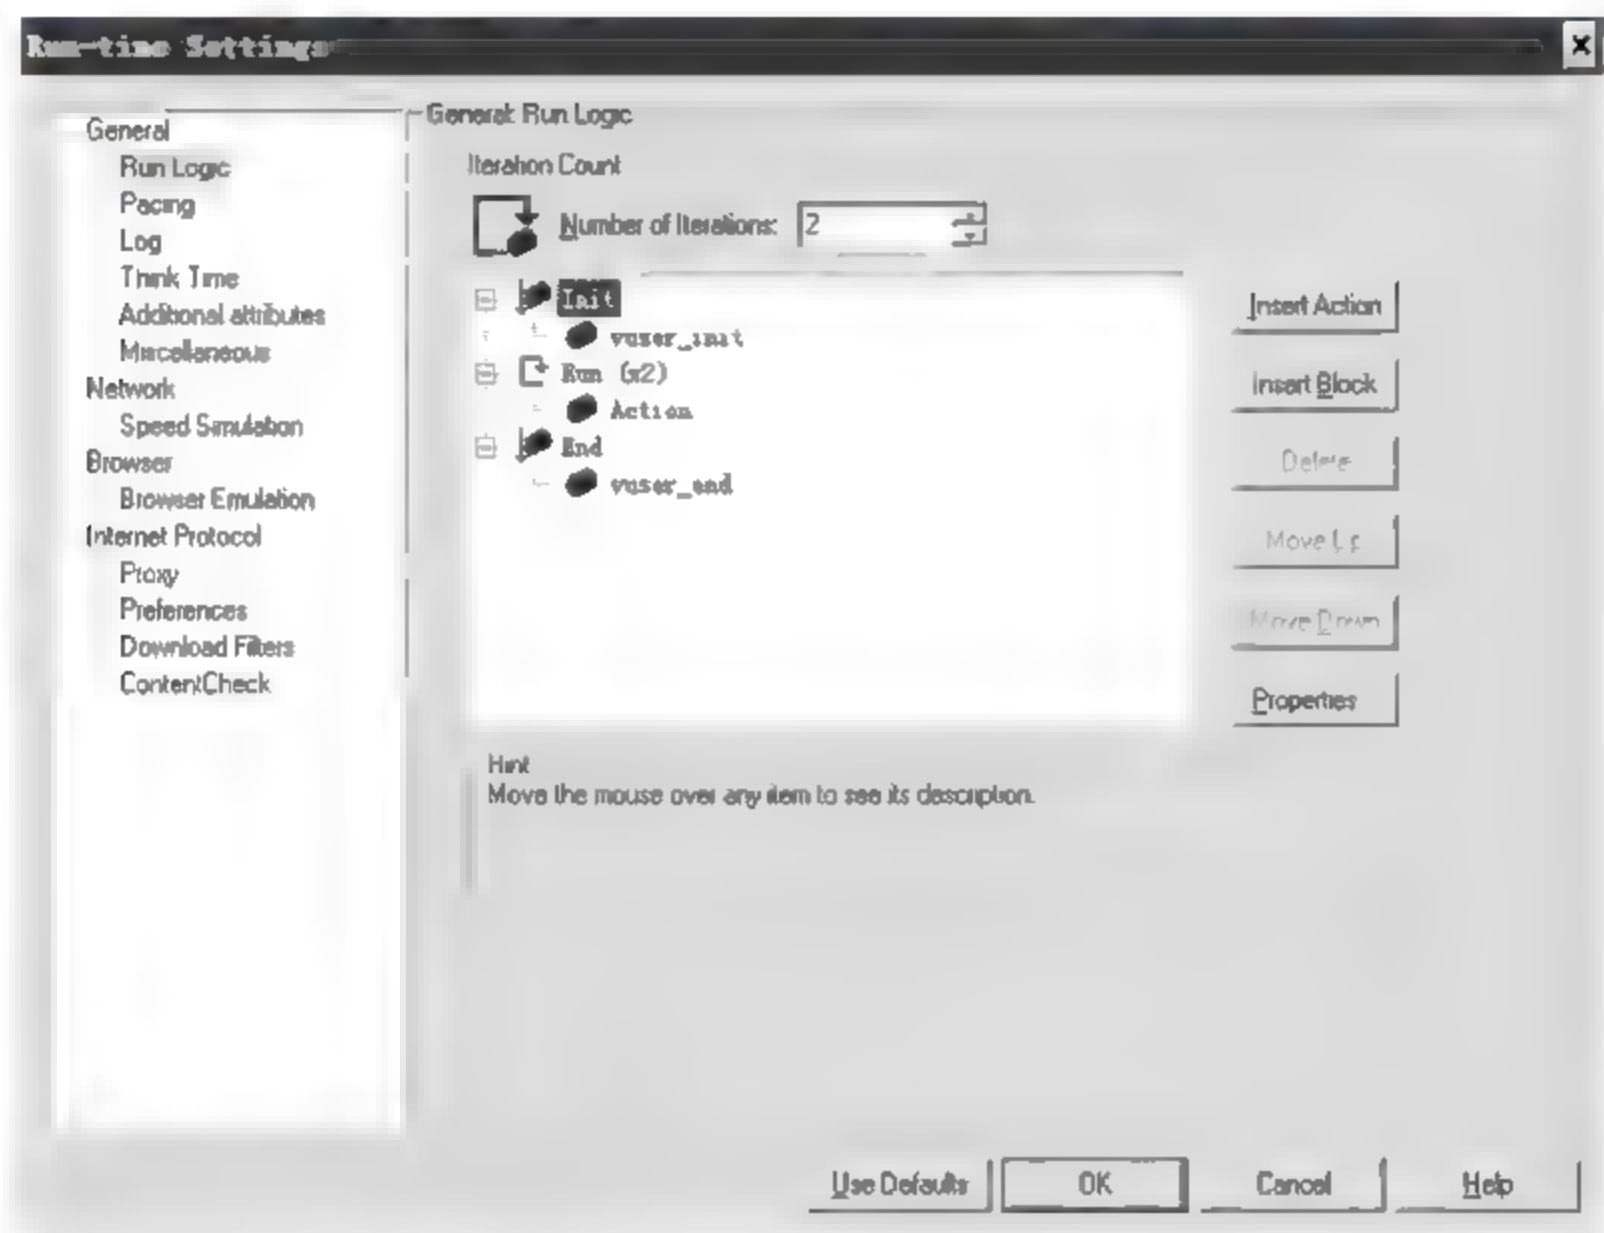 Run-time Settings
General
Run Logic
Pacing
Log
Think Time
Additional attributes
Miscellaneous
Network
Speed Simulation
Browser
Browser Emulation
Internet Protocol
Proxy
Preferences
Download Filters
ContentCheck
General: Run Logic
Iteration Count
Number of Iterations: 2
Init
vuser_init
Run (x2)
Action
End
vuser_end
Insert Action
Insert Block
Delete
Move Up
Move Down
Properties
Hint
Move the mouse over any item to see its description.
Use Defaults OK Cancel Help